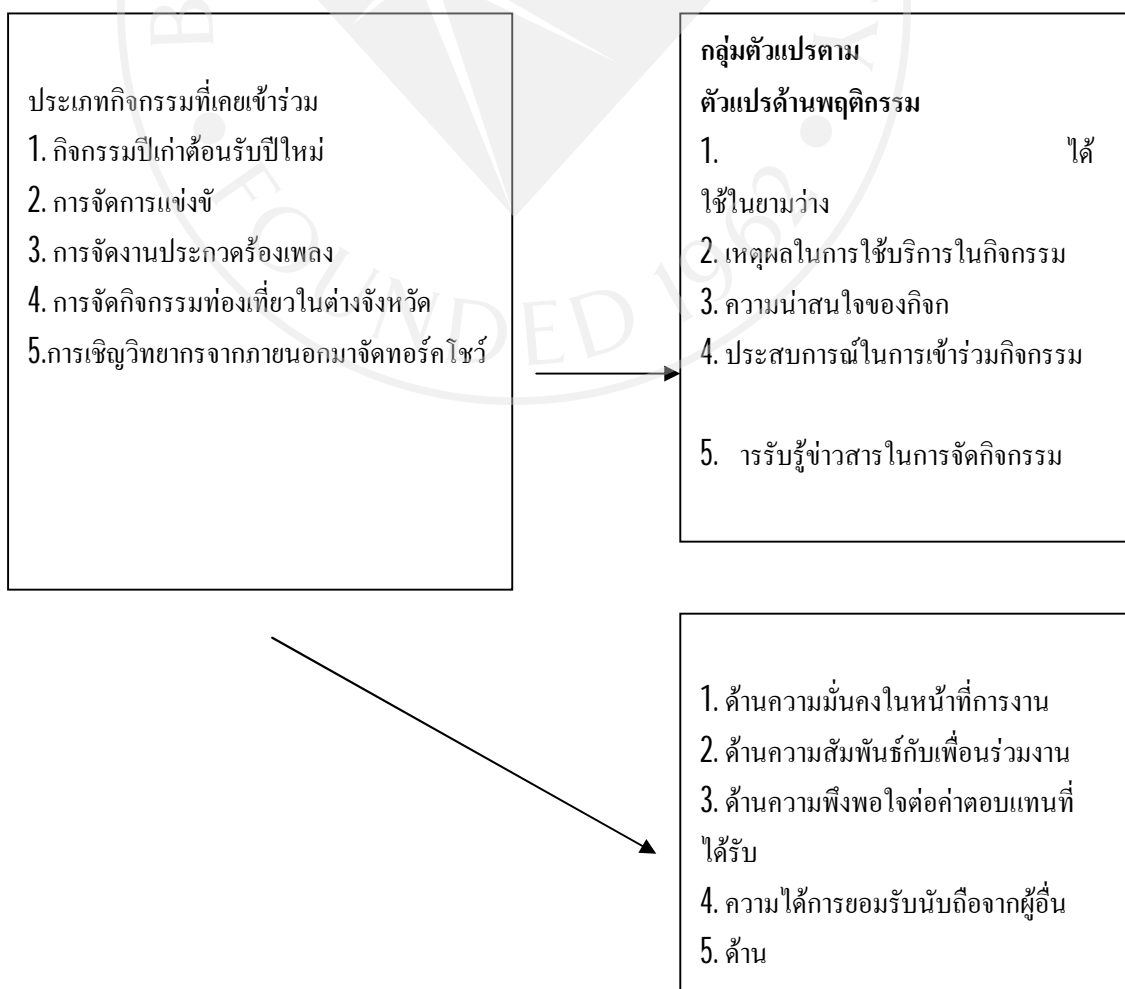 ประเภทกิจกรรมที่เคยเข้าร่วม
1. กิจกรรมปีเก่าต้อนรับปีใหม่
2. การจัดการแข่งขั
3. การจัดงานประกวดร้องเพลง
4. การจัดกิจกรรมท่องเที่ยวในต่างจังหวัด
5.การเชิญวิทยากรจากภายนอกมาจัดทอร์คโชว์
กลุ่มตัวแปรตาม
ตัวแปรด้านพฤติกรรม
1. ได้
ใช้ในยามว่าง
2. เหตุผลในการใช้บริการในกิจกรรม
3. ความน่าสนใจของกิจก
4. ประสบการณ์ในการเข้าร่วมกิจกรรม
5. ารรับรู้ข่าวสารในการจัดกิจกรรม
1. ด้านความมั่นคงในหน้าที่การงาน
2. ด้านความสัมพันธ์กับเพื่อนร่วมงาน
3. ด้านความพึงพอใจต่อค่าตอบแทนที่
ได้รับ
4. ความได้การยอมรับนับถือจากผู้อื่น
5. ด้าน
FOUNDED 1962